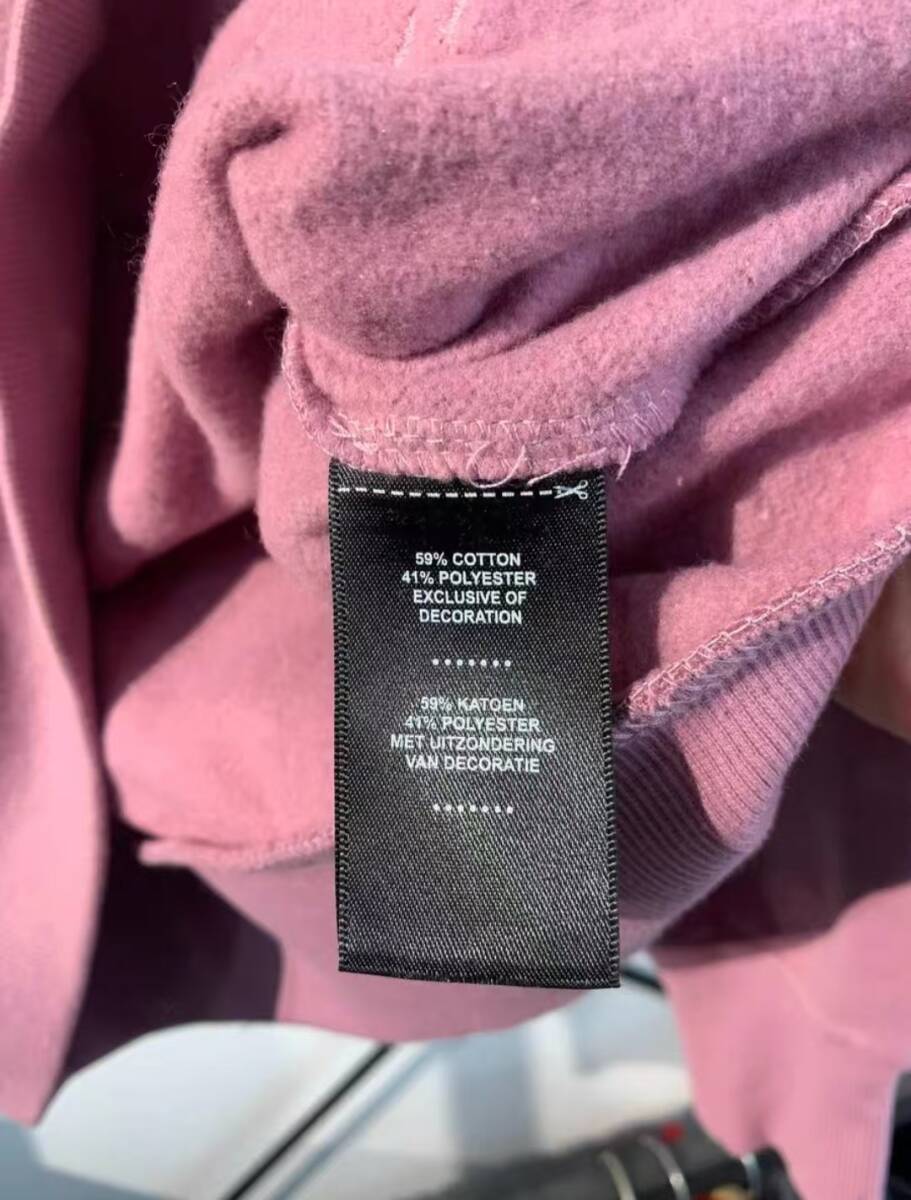 59% COTTON
41% POLYESTER
EXCLUSIVE OF
DECORATION
59% KATOEN
41% POLYESTER
MET UITZONDERING
VAN DECORATIE